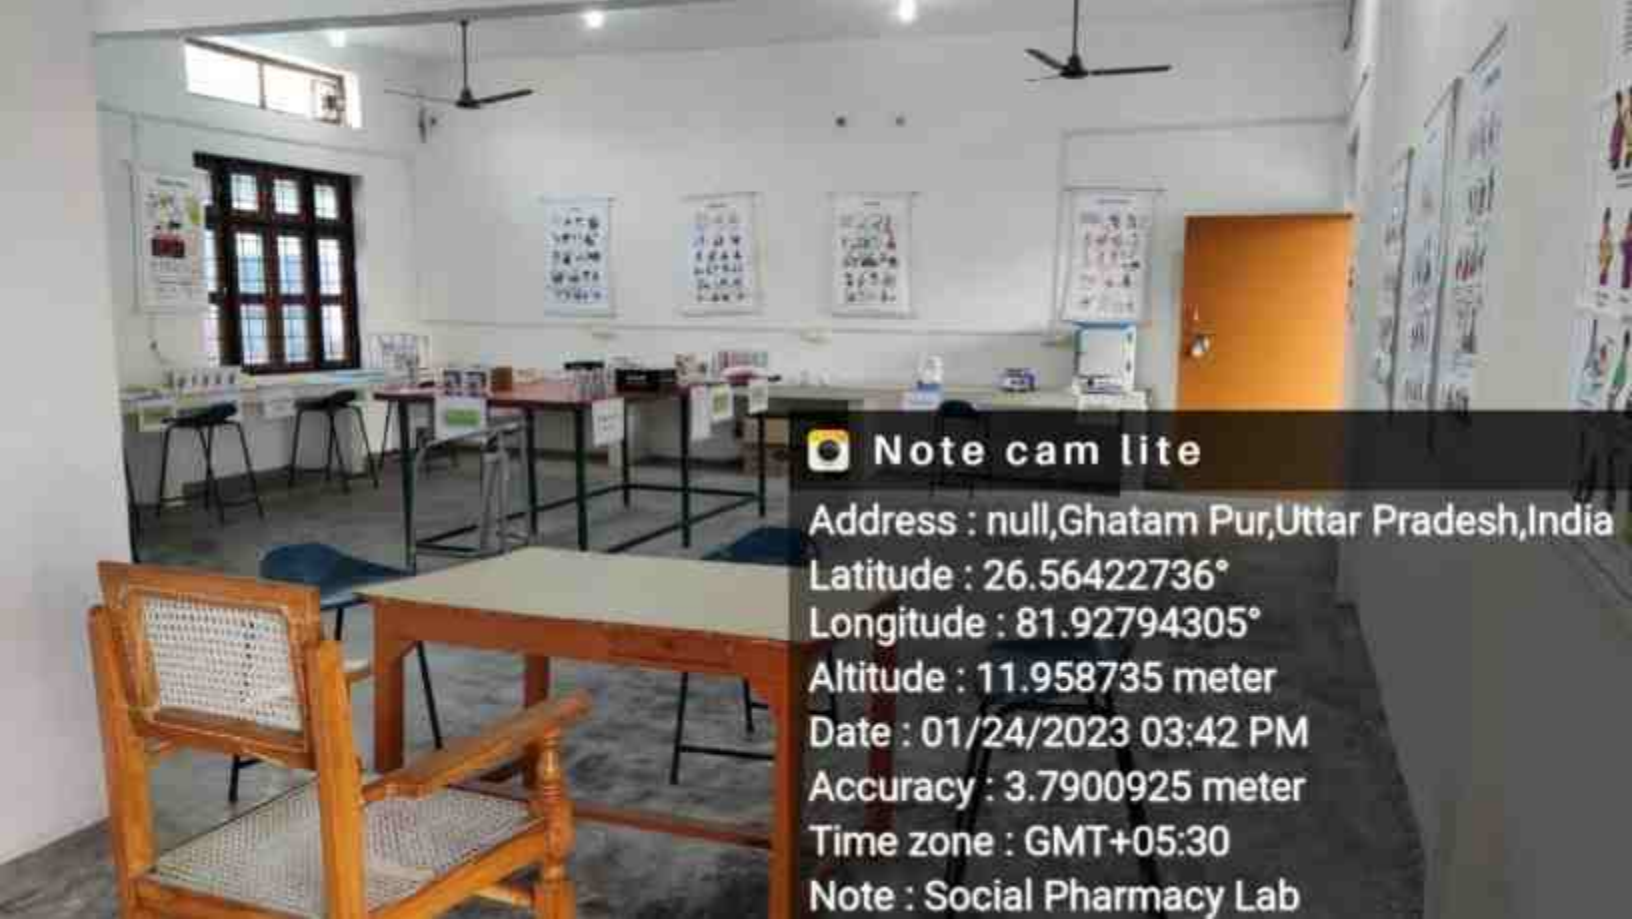 Note cam lite
Address : null,Ghatam Pur,Uttar Pradesh,India
Latitude : 26.56422736°
Longitude : 81.92794305°
Altitude : 11.958735 meter
Date : 01/24/2023 03:42 PM
Accuracy : 3.7900925 meter
Time zone : GMT+05:30
Note : Social Pharmacy Lab